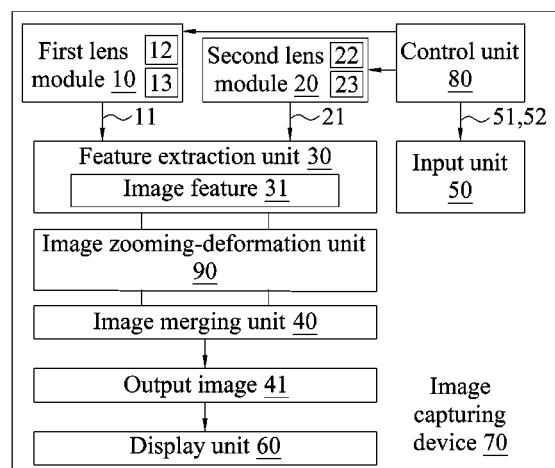 First lens
module 10
12
13
Second lens
module 20
22
23
Control unit
80
11
21
51,52
Feature extraction unit 30
Image feature 31
Input unit
50
Image zooming-deformation unit
90
Image merging unit 40
Output image 41
Display unit 60
Image
capturing
device 70